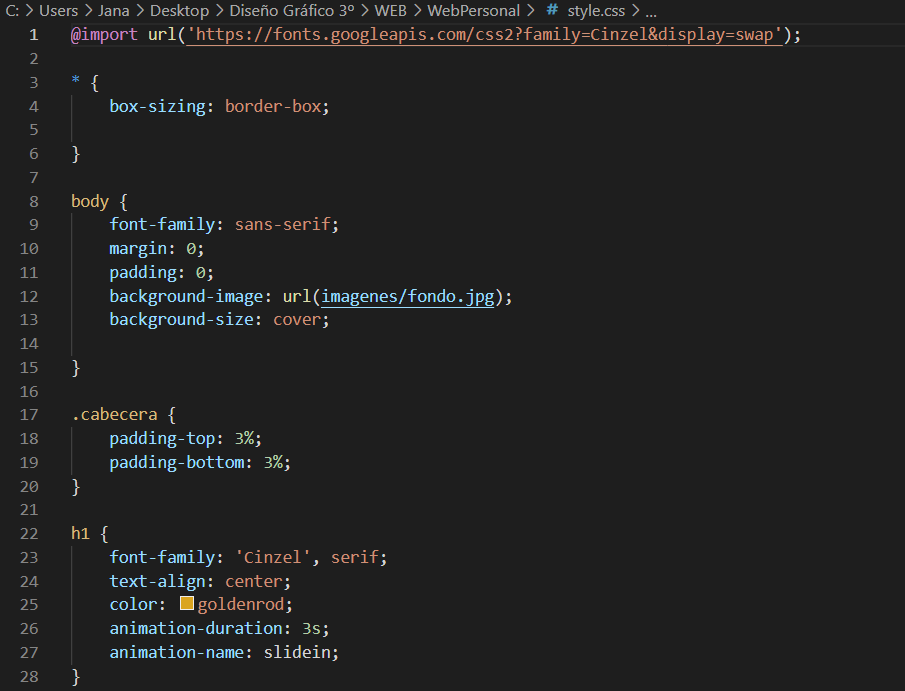 C: > Users > Jana > Desktop > Diseño Gráfico 3º > WEB > WebPersonal > # style.css > ...
1 @import url('https://fonts.googleapis.com/css2?family=Cinzel&display=swap');
2
3 * {
4 box-sizing: border-box;
5
6 }
7
8 body {
9 font-family: sans-serif;
10 margin: 0;
11 padding: 0;
12 background-image: url(imagenes/fondo.jpg);
13 background-size: cover;
14
15 }
16
17 .cabecera {
18 padding-top: 3%;
19 padding-bottom: 3%;
20 }
21
22 h1 {
23 font-family: 'Cinzel', serif;
24 text-align: center;
25 color: goldenrod;
26 animation-duration: 3s;
27 animation-name: slidein;
28 }